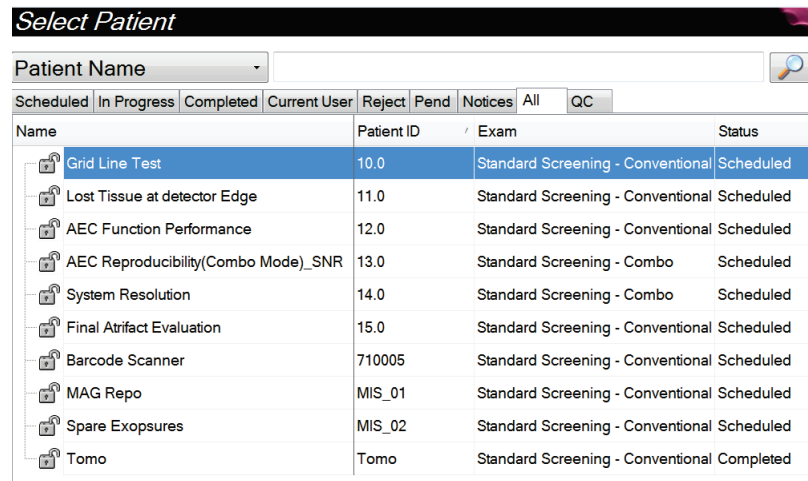 Select Patient
Patient Name
Scheduled In Progress Completed Current User Reject Pend Notices All QC
Name Patient ID / Exam Status
Grid Line Test 10.0 Standard Screening - Conventional Scheduled
Lost Tissue at detector Edge 11.0 Standard Screening - Conventional Scheduled
AEC Function Performance 12.0 Standard Screening - Conventional Scheduled
AEC Reproducibility(Combo Mode)_SNR 13.0 Standard Screening - Combo Scheduled
System Resolution 14.0 Standard Screening - Combo Scheduled
Final Atrifact Evaluation 15.0 Standard Screening - Conventional Scheduled
Barcode Scanner 710005 Standard Screening - Conventional Scheduled
MAG Repo MIS_01 Standard Screening - Conventional Scheduled
Spare Exopsures MIS_02 Standard Screening - Conventional Scheduled
Tomo Tomo Standard Screening - Conventional Completed